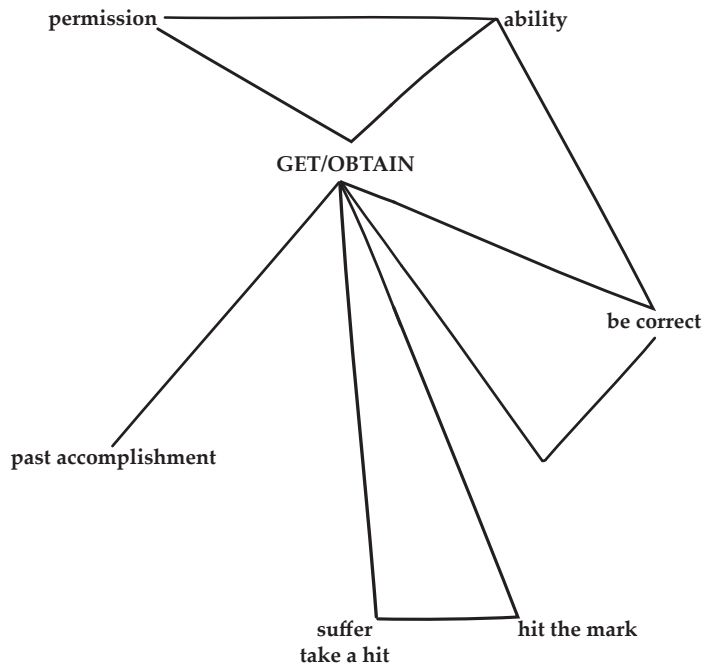 permission
ability
GET/OBTAIN
be correct
past accomplishment
suffer
take a hit
hit the mark